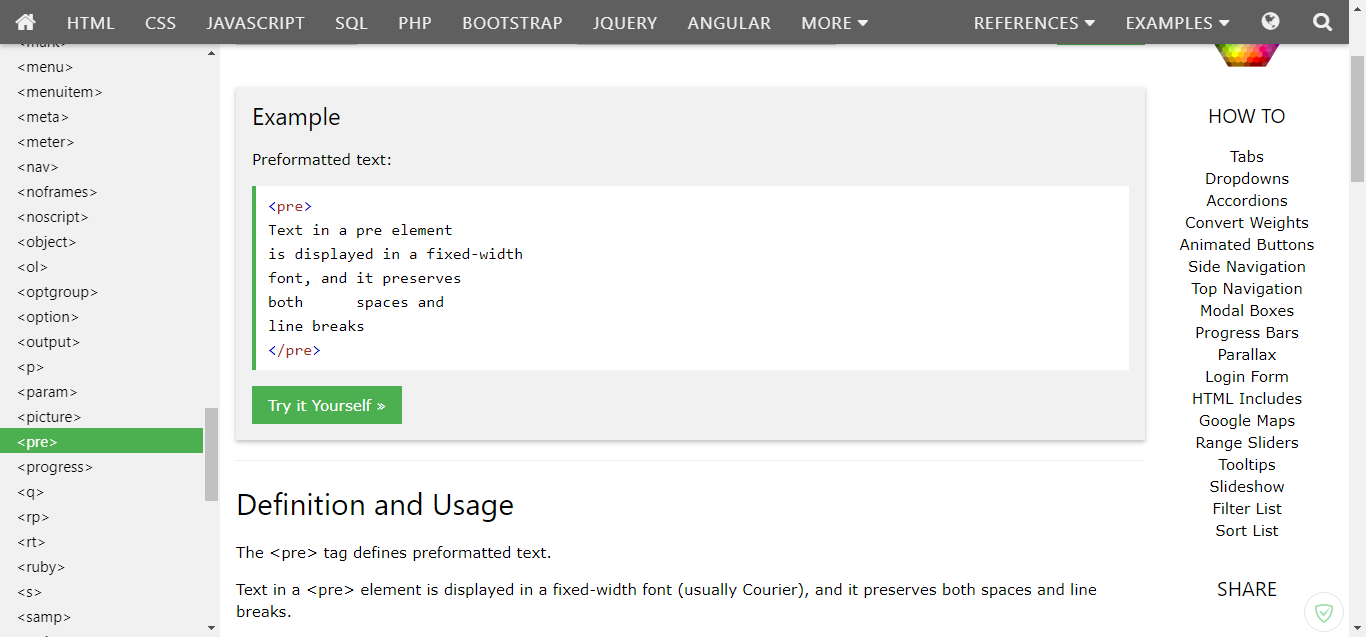 HTML CSS JAVASCRIPT SQL PHP BOOTSTRAP JQUERY ANGULAR MORE REFERENCES EXAMPLES
<menu>
<menuitem>
<meta>
<meter>
<nav>
<noframes>
<noscript>
<object>
<ol>
<optgroup>
<option>
<output>
<p>
<param>
<picture>
<pre>
<progress>
<q>
<rp>
<rt>
<ruby>
<s>
<samp>
Example
Preformatted text:
<pre>
Text in a pre element
is displayed in a fixed-width
font, and it preserves
both      spaces and
line breaks
</pre>
Try it Yourself »
Definition and Usage
The <pre> tag defines preformatted text.
Text in a <pre> element is displayed in a fixed-width font (usually Courier), and it preserves both spaces and line
breaks.
HOW TO
Tabs
Dropdowns
Accordions
Convert Weights
Animated Buttons
Side Navigation
Top Navigation
Modal Boxes
Progress Bars
Parallax
Login Form
HTML Includes
Google Maps
Range Sliders
Tooltips
Slideshow
Filter List
Sort List
SHARE